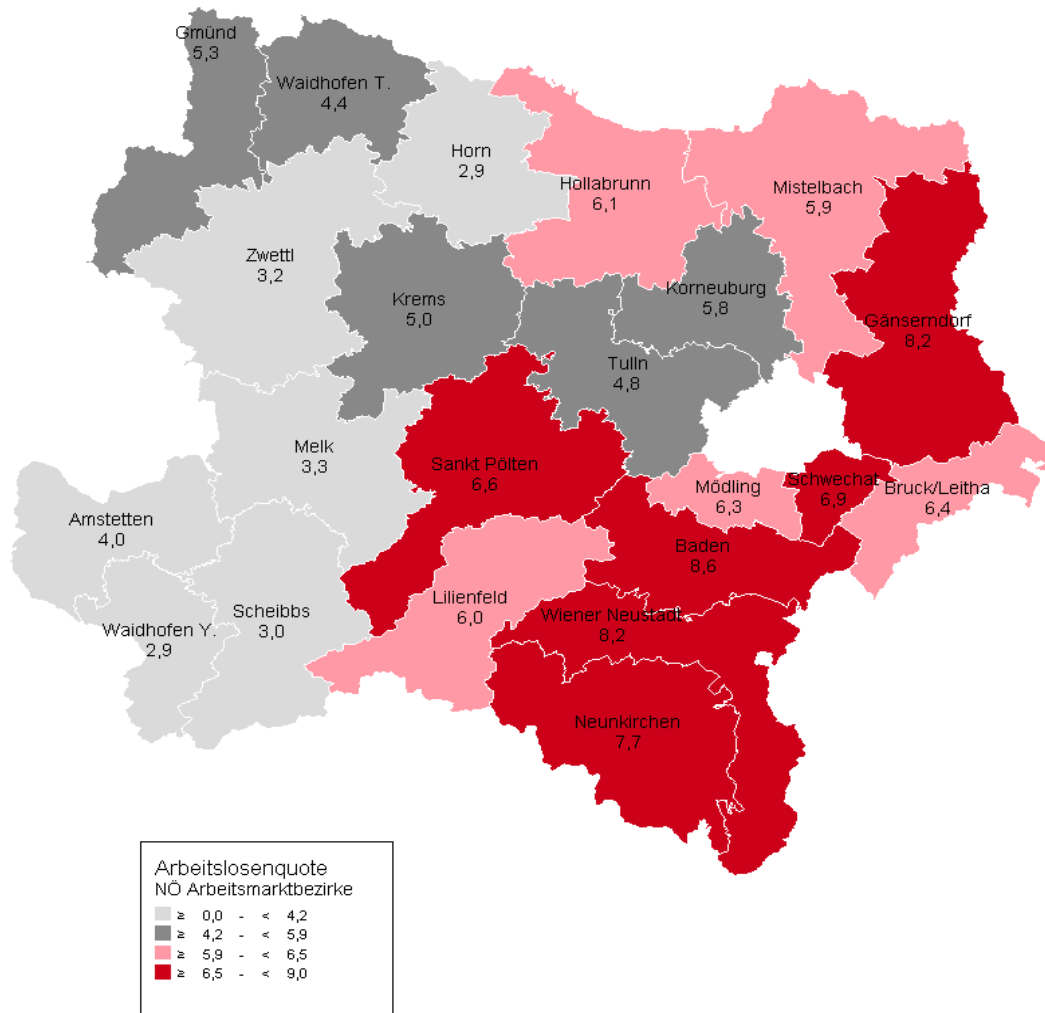 Gmünd
5,3
Waidhofen T.
4,4
Horn
2,9
Hollabrunn
6,1
Mistelbach
5,9
Zwettl
3,2
Krems
5,0
Korneuburg
5,8
Gänserndorf
8,2
Tulln
4,8
Melk
3,3
Sankt Pölten
6,6
Mödling
6,3
Schwechat
6,9
Bruck/Leitha
6,4
Amstetten
4,0
Baden
8,6
Scheibbs
3,0
Lilienfeld
6,0
Wiener Neustadt
8,2
Waidhofen Y.
2,9
Neunkirchen
7,7
Arbeitslosenquote
NÖ Arbeitsmarktbezirke
≥ 0,0 - < 4,2
≥ 4,2 - < 5,9
≥ 5,9 - < 6,5
≥ 6,5 - < 9,0